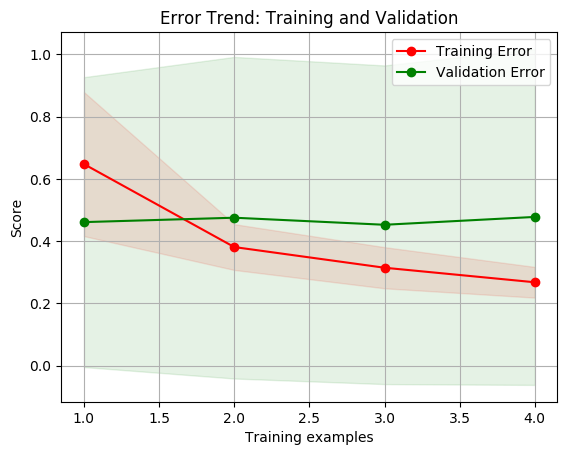 Error Trend: Training and Validation
Training Error
Validation Error
1.0
0.8
0.6
0.4
0.2
0.0
Score
1.0 1.5 2.0 2.5 3.0 3.5 4.0
Training examples